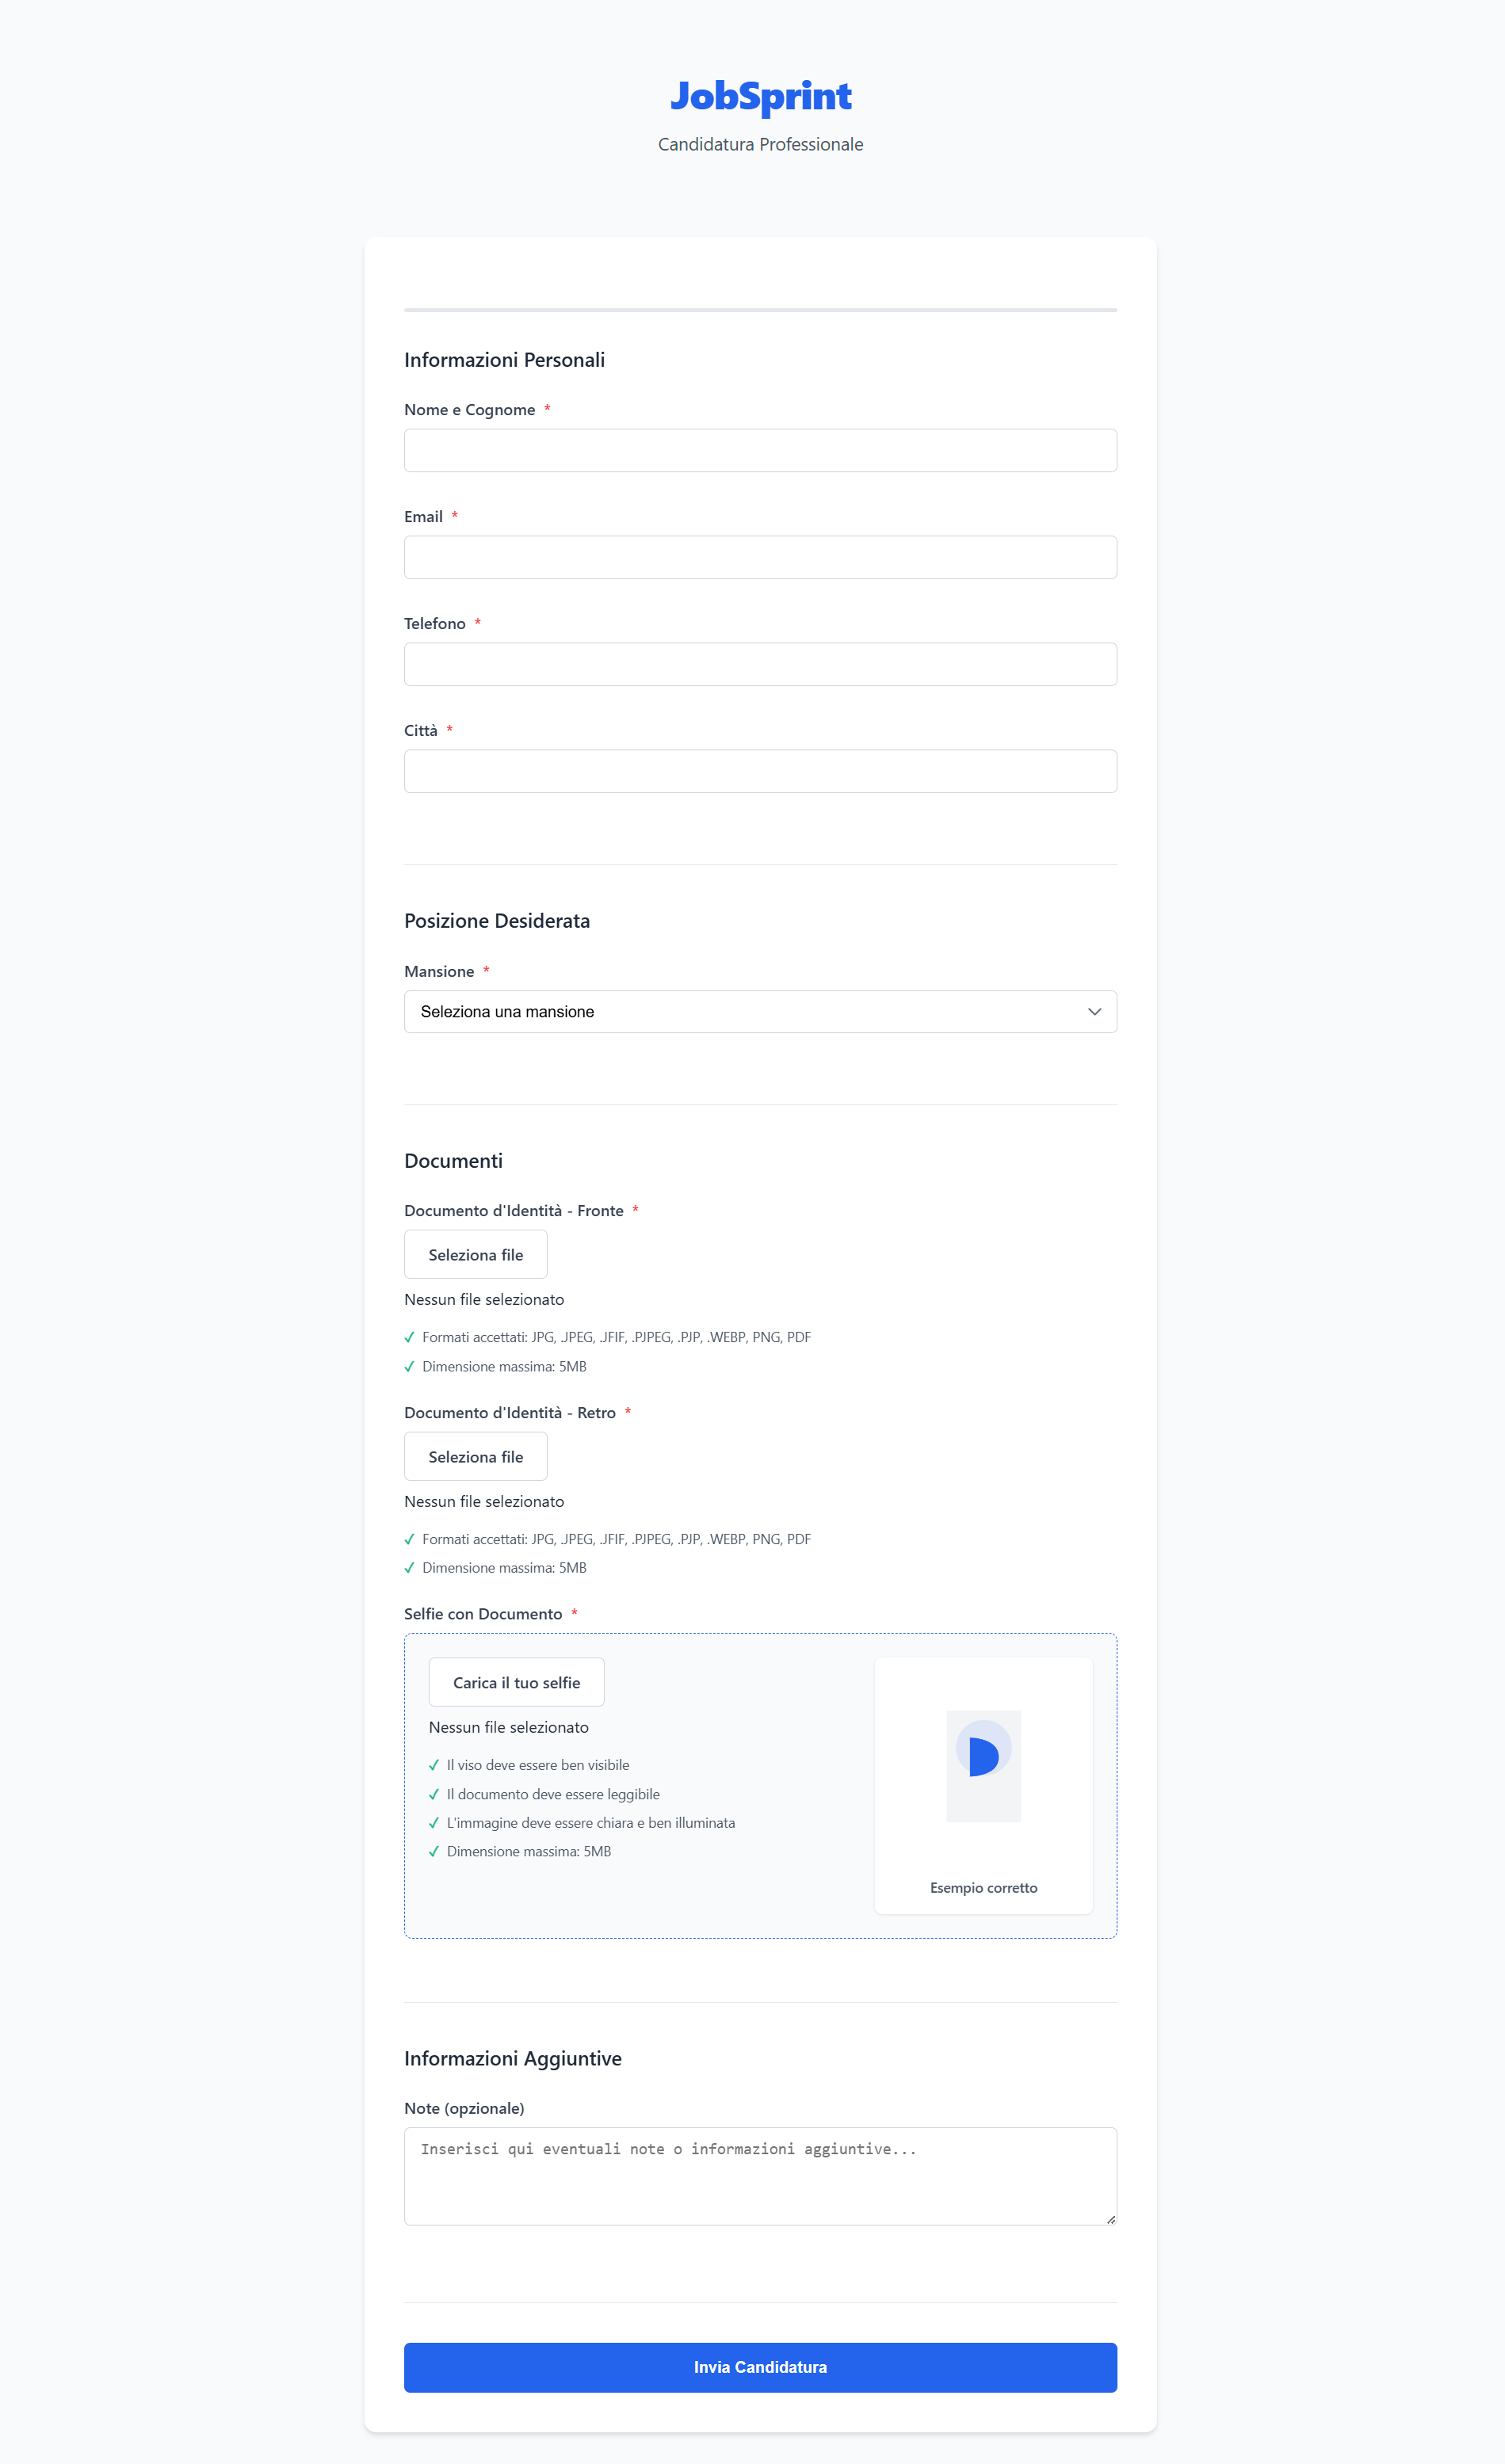 JobSprint
Candidatura Professionale
Informazioni Personali
Nome e Cognome *
Email *
Telefono *
Città *
Posizione Desiderata
Mansione *
Seleziona una mansione
Documenti
Documento d'Identità - Fronte *
Seleziona file
Nessun file selezionato
✓ Formati accettati: JPG, .JPEG, .JFIF, .PJPEG, .PJP, .WEBP, PNG, PDF
✓ Dimensione massima: 5MB
Documento d'Identità - Retro *
Seleziona file
Nessun file selezionato
✓ Formati accettati: JPG, .JPEG, .JFIF, .PJPEG, .PJP, .WEBP, PNG, PDF
✓ Dimensione massima: 5MB
Selfie con Documento *
Carica il tuo selfie
Nessun file selezionato
✓ Il viso deve essere ben visibile
✓ Il documento deve essere leggibile
✓ L'immagine deve essere chiara e ben illuminata
✓ Dimensione massima: 5MB
Esempio corretto
Informazioni Aggiuntive
Note (opzionale)
Inserisci qui eventuali note o informazioni aggiuntive...
Invia Candidatura